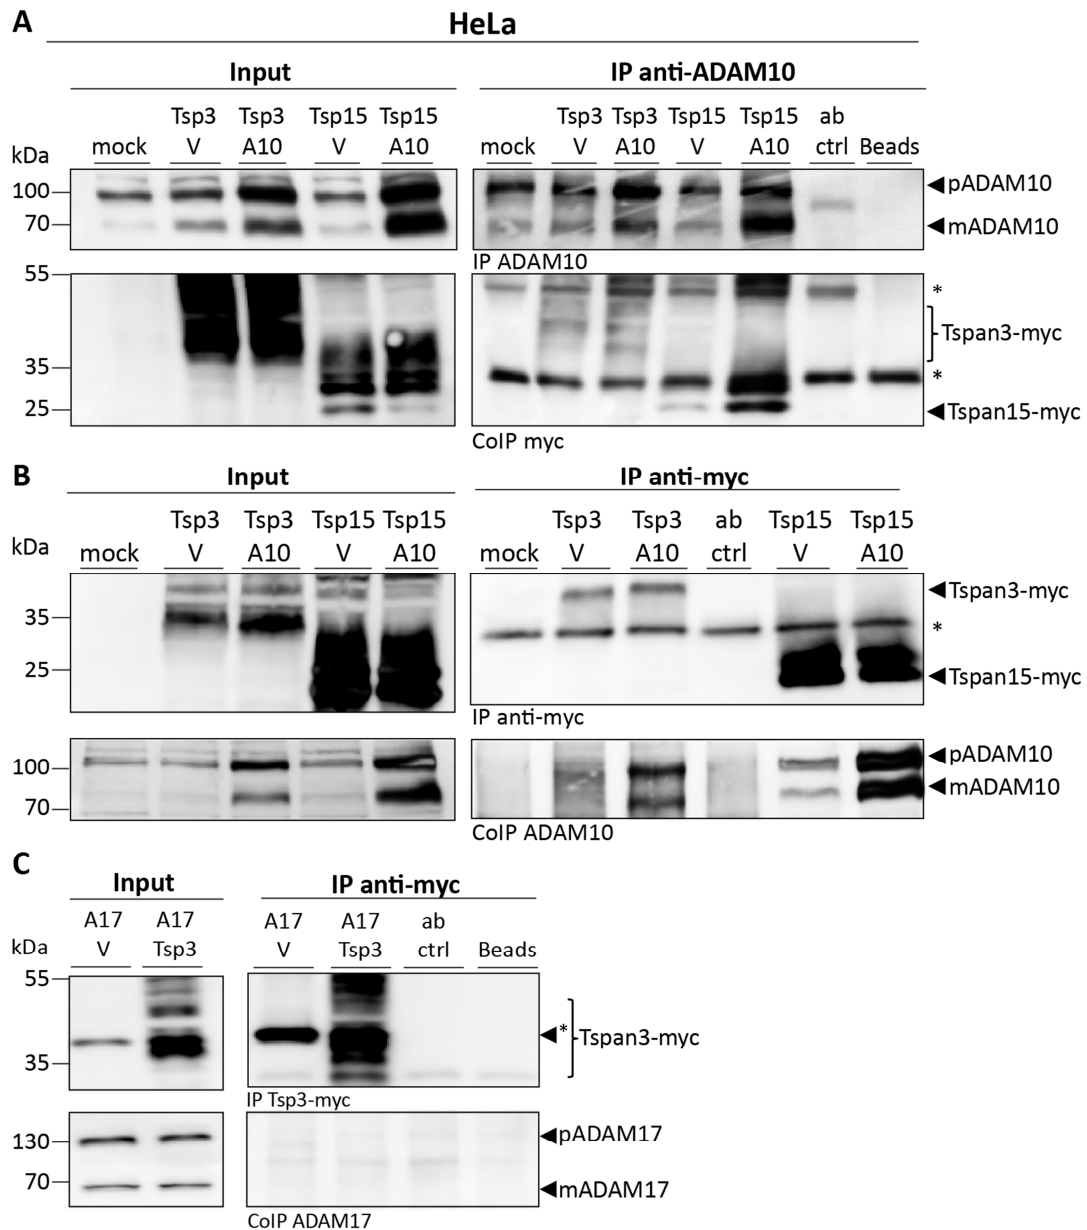 A
HeLa
Input IP anti-ADAM10
Tsp3 Tsp3 Tsp15 Tsp15 Tsp3 Tsp3 Tsp15 Tsp15 ab
kDa mock V A10 V A10 mock V A10 V A10 ctrl Beads
100 ◄pADAM10
70 ◄mADAM10
IP ADAM10
55 *
Tspan3-myc
35 *
25 ◄Tspan15-myc
CoIP myc
B
Input IP anti-myc
Tsp3 Tsp3 Tsp15 Tsp15 Tsp3 Tsp3 ab Tsp15 Tsp15
kDa mock V A10 V A10 mock V A10 ctrl V A10
◄Tspan3-myc
35 *
25 ◄Tspan15-myc
IP anti-myc
◄pADAM10
100
◄mADAM10
70
CoIP ADAM10
C
Input IP anti-myc
A17 A17 A17 A17 ab
kDa V Tsp3 V Tsp3 ctrl Beads
55
◄* Tspan3-myc
35
IP Tsp3-myc
130 ◄pADAM17
70 ◄mADAM17
CoIP ADAM17